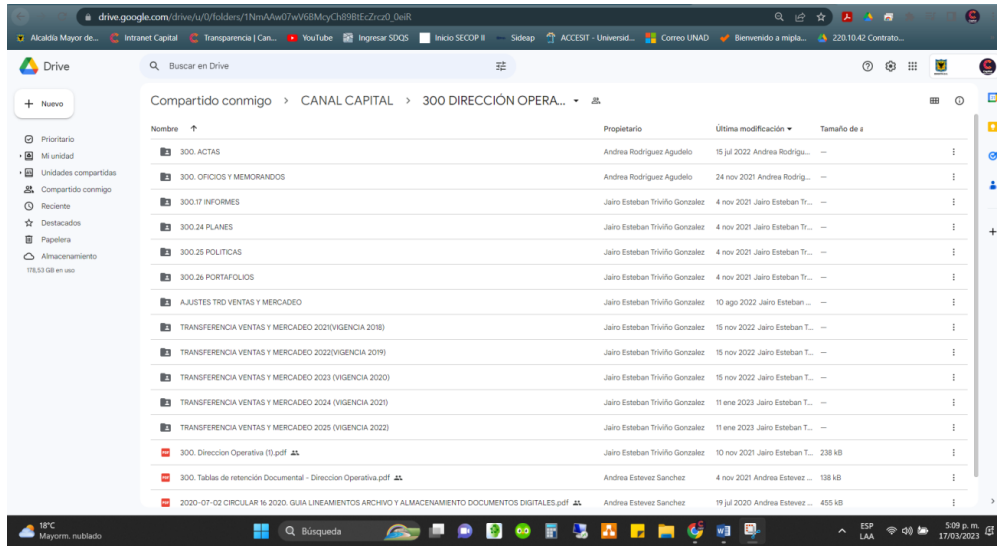 drive.google.com/drive/u/0/folders/1NmAAw07wV6BMcyCh89BtEcZrcz0_0eiR
Alcaldía Mayor de... Intranet Capital Transparencia | Can... YouTube Ingresar SDQS Inicio SECOP II Sideap ACCESIT - Universid... Correo UNAD Bienvenido a mipla... 220.10.42 Contrato...
Drive Buscar en Drive
Nuevo
Prioritario
Mi unidad
Unidades compartidas
Compartido conmigo
Reciente
Destacados
Papelera
Almacenamiento
178,53 GB en uso
Compartido conmigo > CANAL CAPITAL > 300 DIRECCIÓN OPERA...
Nombre Propietario Última modificación Tamaño de a
300. ACTAS Andrea Rodriguez Agudelo 15 jul 2022 Andrea Rodrigu... —
300. OFICIOS Y MEMORANDOS Andrea Rodriguez Agudelo 24 nov 2021 Andrea Rodrig... —
300.17 INFORMES Jairo Esteban Triviño Gonzalez 4 nov 2021 Jairo Esteban Tr... —
300.24 PLANES Jairo Esteban Triviño Gonzalez 4 nov 2021 Jairo Esteban Tr... —
300.25 POLITICAS Jairo Esteban Triviño Gonzalez 4 nov 2021 Jairo Esteban Tr... —
300.26 PORTAFOLIOS Jairo Esteban Triviño Gonzalez 4 nov 2021 Jairo Esteban Tr... —
AJUSTES TRD VENTAS Y MERCADEO Jairo Esteban Triviño Gonzalez 10 ago 2022 Jairo Esteban ... —
TRANSFERENCIA VENTAS Y MERCADEO 2021(VIGENCIA 2018) Jairo Esteban Triviño Gonzalez 15 nov 2022 Jairo Esteban T... —
TRANSFERENCIA VENTAS Y MERCADEO 2022(VIGENCIA 2019) Jairo Esteban Triviño Gonzalez 15 nov 2022 Jairo Esteban T... —
TRANSFERENCIA VENTAS Y MERCADEO 2023 (VIGENCIA 2020) Jairo Esteban Triviño Gonzalez 15 nov 2022 Jairo Esteban T... —
TRANSFERENCIA VENTAS Y MERCADEO 2024 (VIGENCIA 2021) Jairo Esteban Triviño Gonzalez 11 ene 2023 Jairo Esteban T... —
TRANSFERENCIA VENTAS Y MERCADEO 2025 (VIGENCIA 2022) Jairo Esteban Triviño Gonzalez 11 ene 2023 Jairo Esteban T... —
300. Direccion Operativa (1).pdf Jairo Esteban Triviño Gonzalez 10 nov 2021 Jairo Esteban T... 238 kB
300. Tablas de retención Documental - Direccion Operativa.pdf Andrea Estevez Sanchez 4 nov 2021 Andrea Estevez ... 138 kB
2020-07-02 CIRCULAR 16 2020. GUIA LINEAMIENTOS ARCHIVO Y ALMACENAMIENTO DOCUMENTOS DIGITALES.pdf Andrea Estevez Sanchez 19 jul 2020 Andrea Estevez ... 455 kB
18°C
Mayorm. nublado
Búsqueda
ESP
LAA
5:09 p. m.
17/03/2023